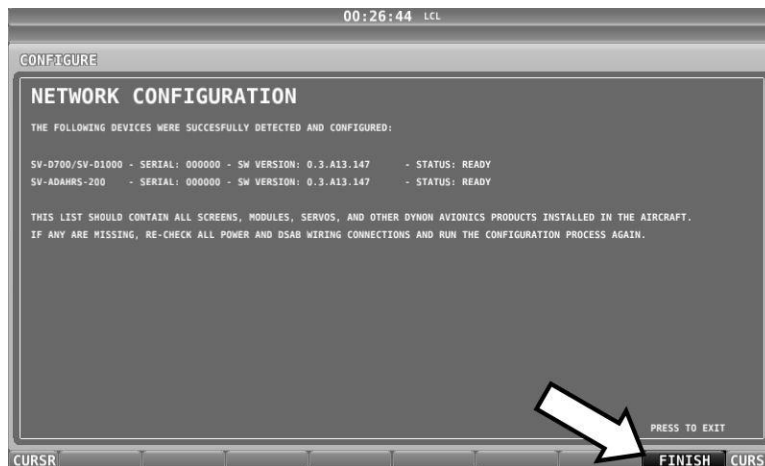 00:26:44 LCL
CONFIGURE
NETWORK CONFIGURATION
THE FOLLOWING DEVICES WERE SUCCESFULLY DETECTED AND CONFIGURED:
SV-D700/SV-D1000 - SERIAL: 000000 - SW VERSION: 0.3.A13.147 - STATUS: READY
SV-ADAHRS-200 - SERIAL: 000000 - SW VERSION: 0.3.A13.147 - STATUS: READY
THIS LIST SHOULD CONTAIN ALL SCREENS, MODULES, SERVOS, AND OTHER DYNON AVIONICS PRODUCTS INSTALLED IN THE AIRCRAFT.
IF ANY ARE MISSING, RE-CHECK ALL POWER AND DSAB WIRING CONNECTIONS AND RUN THE CONFIGURATION PROCESS AGAIN.
PRESS TO EXIT
CURSR FINISH CURS